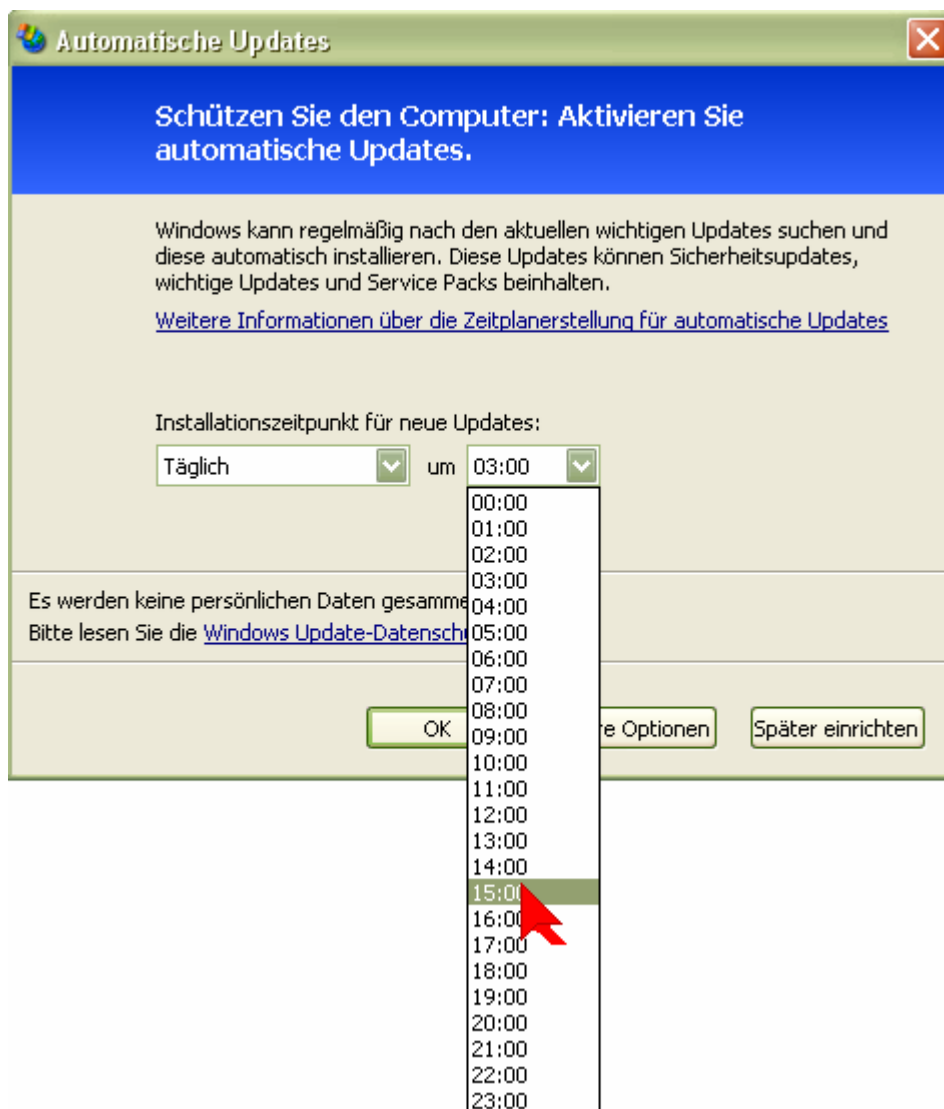 Automatische Updates
Schützen Sie den Computer: Aktivieren Sie
automatische Updates.
Windows kann regelmäßig nach den aktuellen wichtigen Updates suchen und
diese automatisch installieren. Diese Updates können Sicherheitsupdates,
wichtige Updates und Service Packs beinhalten.
Weitere Informationen über die Zeitplanerstellung für automatische Updates
Installationszeitpunkt für neue Updates:
Täglich um 03:00
00:00
01:00
02:00
03:00
Es werden keine persönlichen Daten
04:00
Bitte lesen Sie die Windows
05:00
06:00
07:00
08:00
OK Optionen Später einrichten
09:00
10:00
11:00
12:00
13:00
14:00
15:00
16:00
17:00
18:00
19:00
20:00
21:00
22:00
23:00